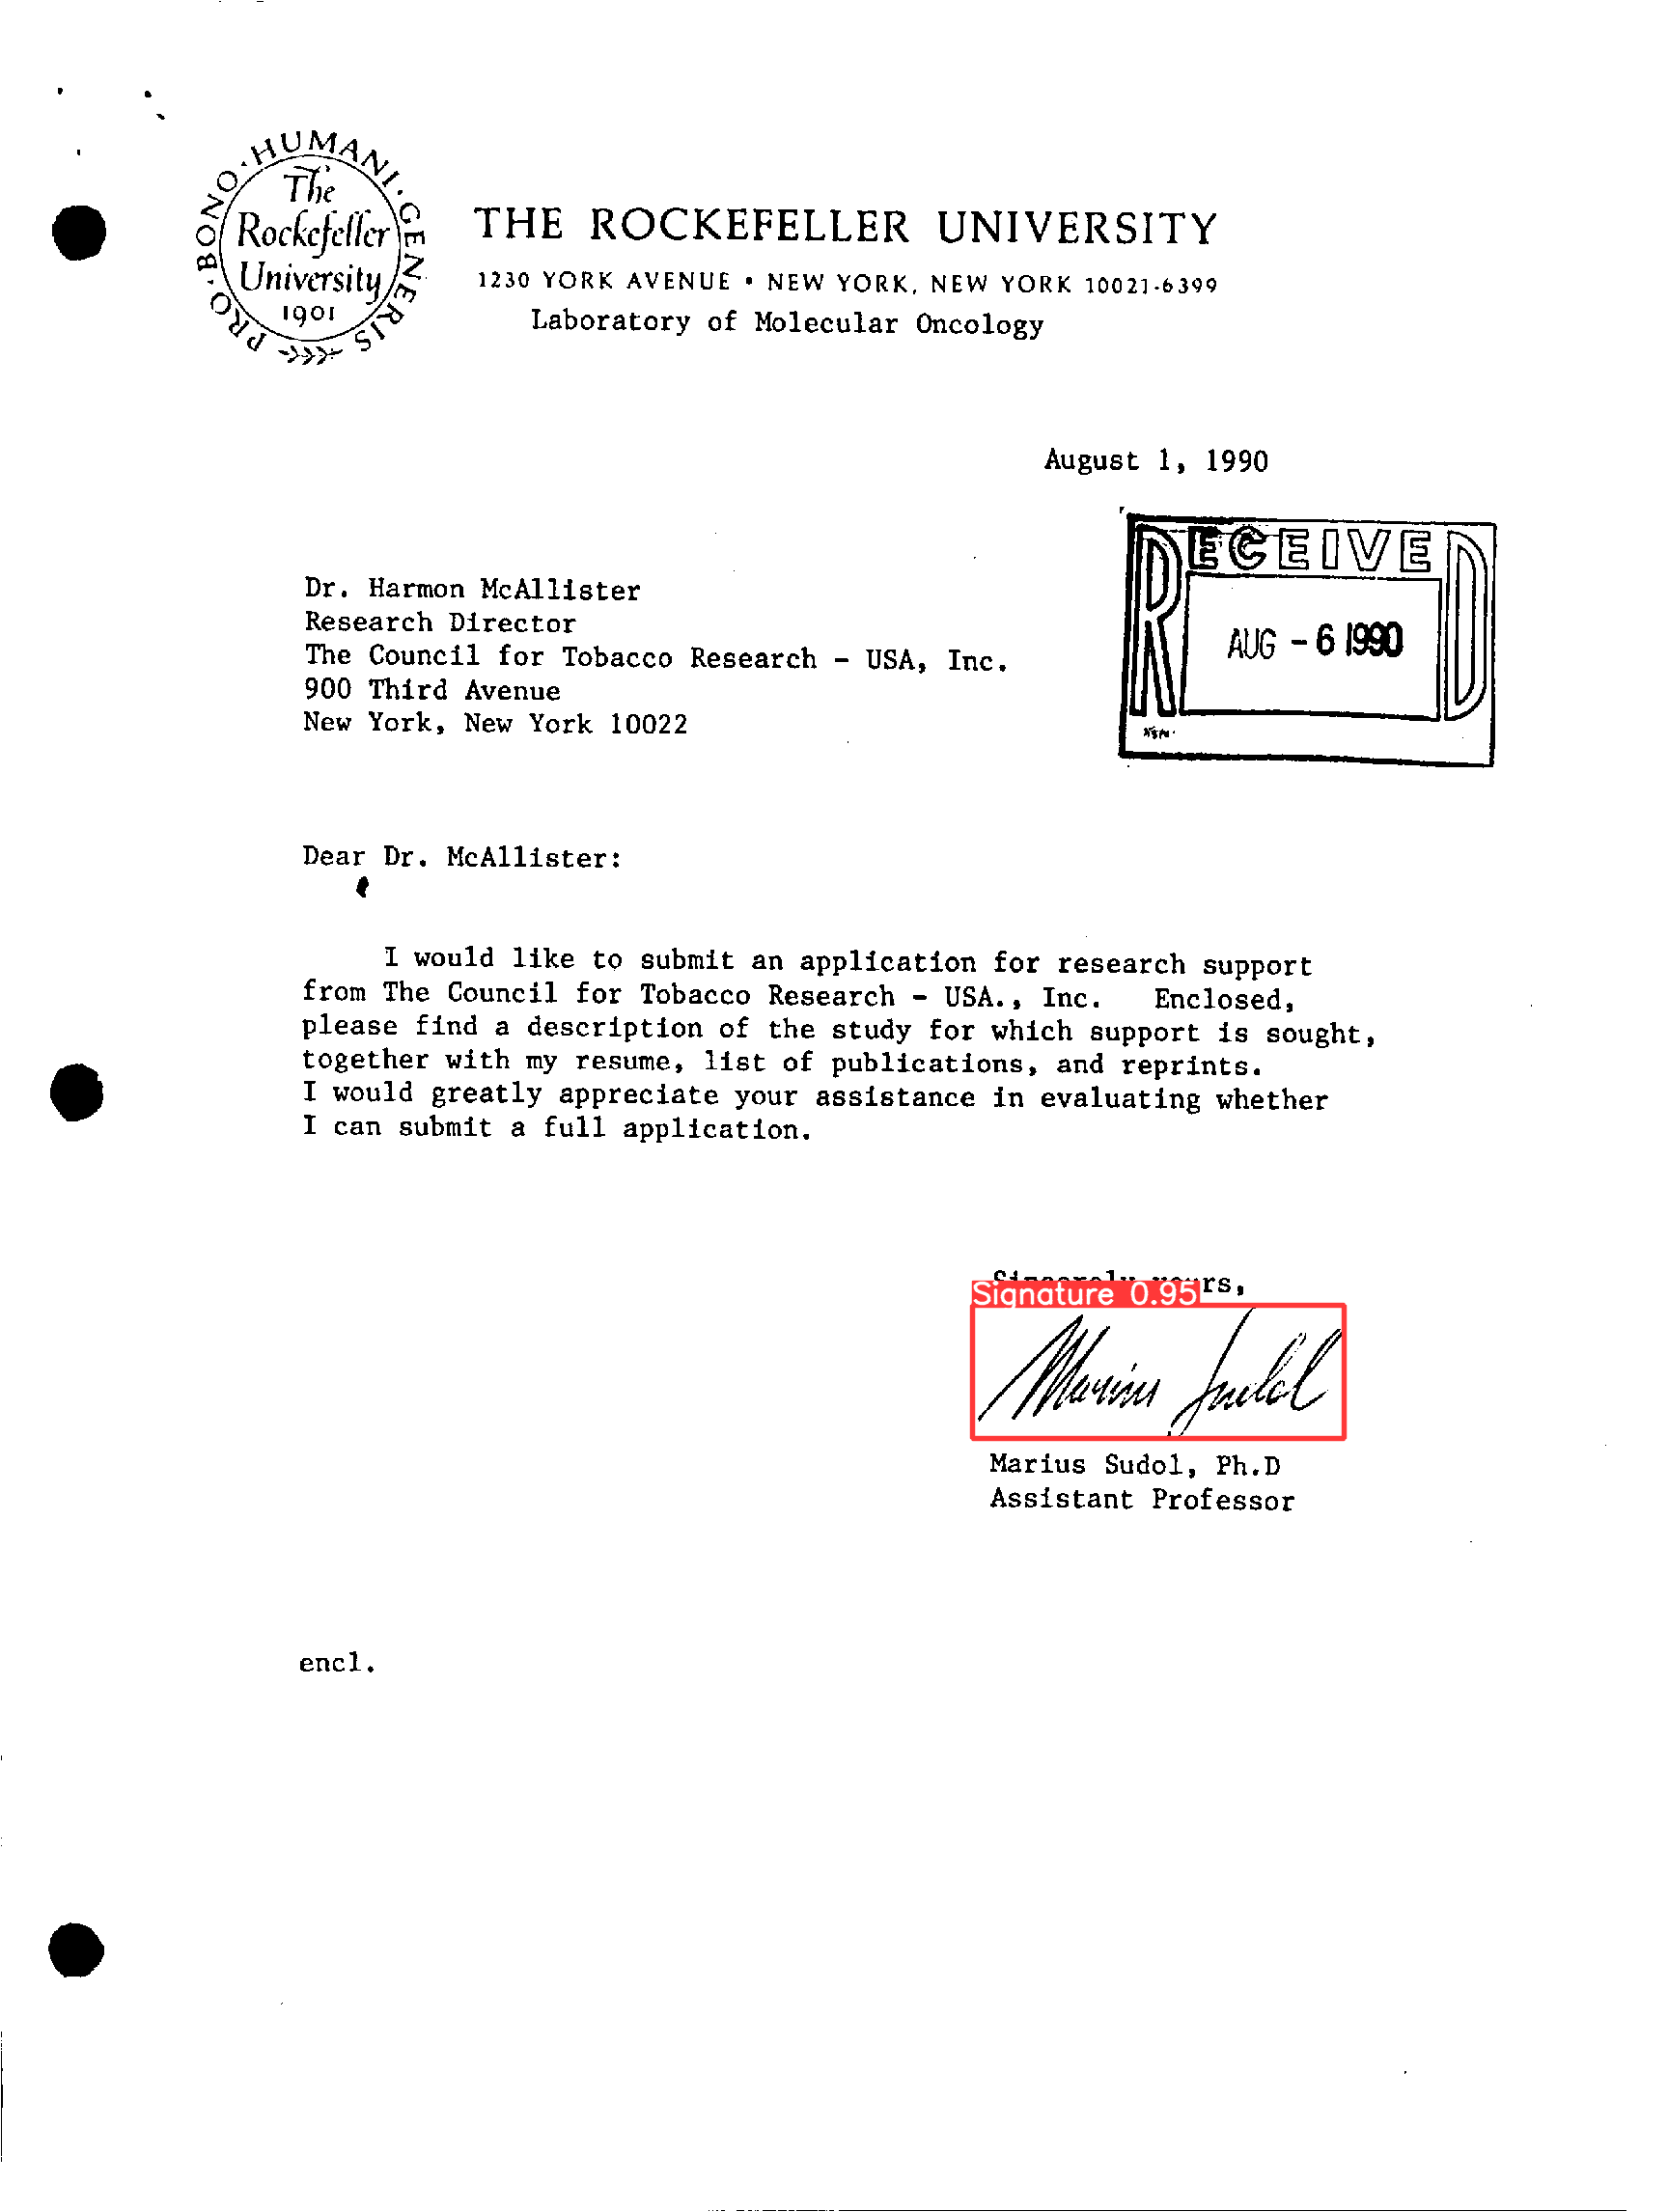 PRO · BONO · HUMANI · GENERIS
The
Rockefeller
University
1901
THE ROCKEFELLER UNIVERSITY
1230 YORK AVENUE • NEW YORK, NEW YORK 10021-6399
Laboratory of Molecular Oncology
August 1, 1990
RECEIVED
AUG - 6 1990
Dr. Harmon McAllister
Research Director
The Council for Tobacco Research - USA, Inc.
900 Third Avenue
New York, New York 10022
Dear Dr. McAllister:
I would like to submit an application for research support
from The Council for Tobacco Research - USA., Inc. Enclosed,
please find a description of the study for which support is sought,
together with my resume, list of publications, and reprints.
I would greatly appreciate your assistance in evaluating whether
I can submit a full application.
Sincerely yours,
Signature 0.95
Marius Sudol
Marius Sudol, Ph.D
Assistant Professor
encl.